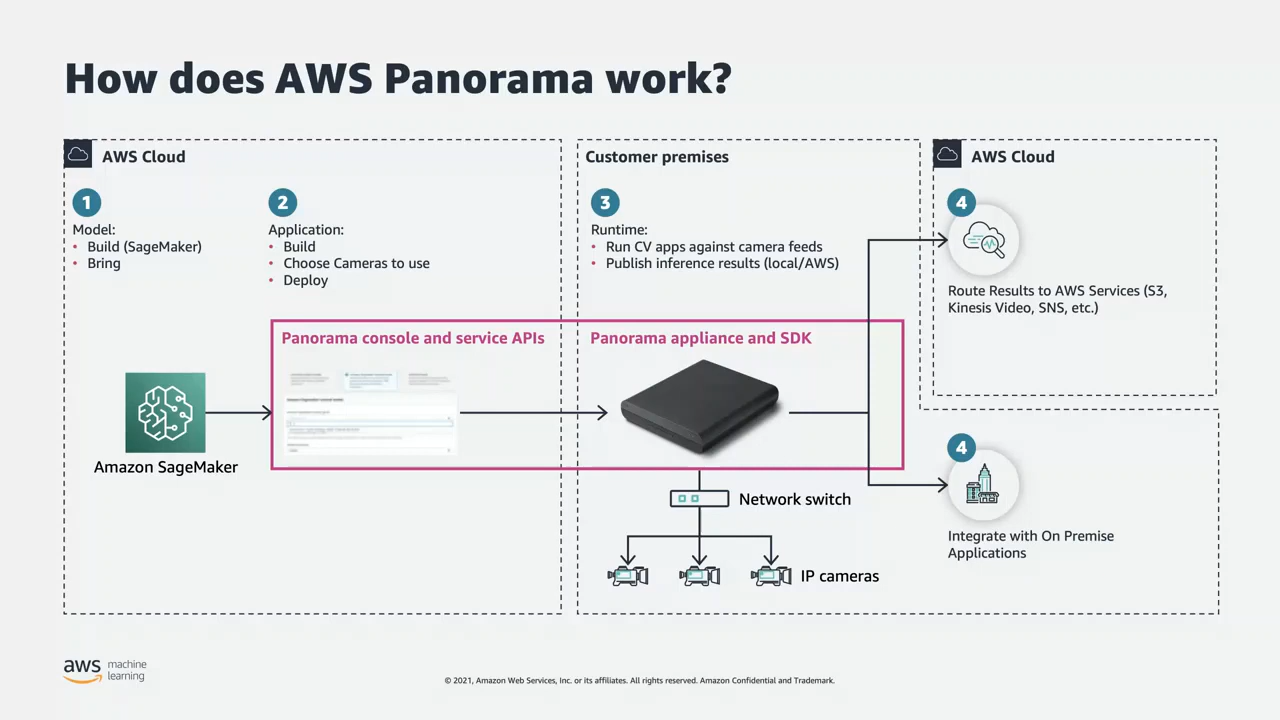 How does AWS Panorama work?
AWS Cloud
1
Model:
• Build (SageMaker)
• Bring
2
Application:
• Build
• Choose Cameras to use
• Deploy
Panorama console and service APIs
Amazon SageMaker
Customer premises
3
Runtime:
• Run CV apps against camera feeds
• Publish inference results (local/AWS)
Panorama appliance and SDK
Network switch
IP cameras
AWS Cloud
4
Route Results to AWS Services (S3,
Kinesis Video, SNS, etc.)
4
Integrate with On Premise
Applications
aws machine
learning
© 2021, Amazon Web Services, Inc. or its affiliates. All rights reserved. Amazon Confidential and Trademark.